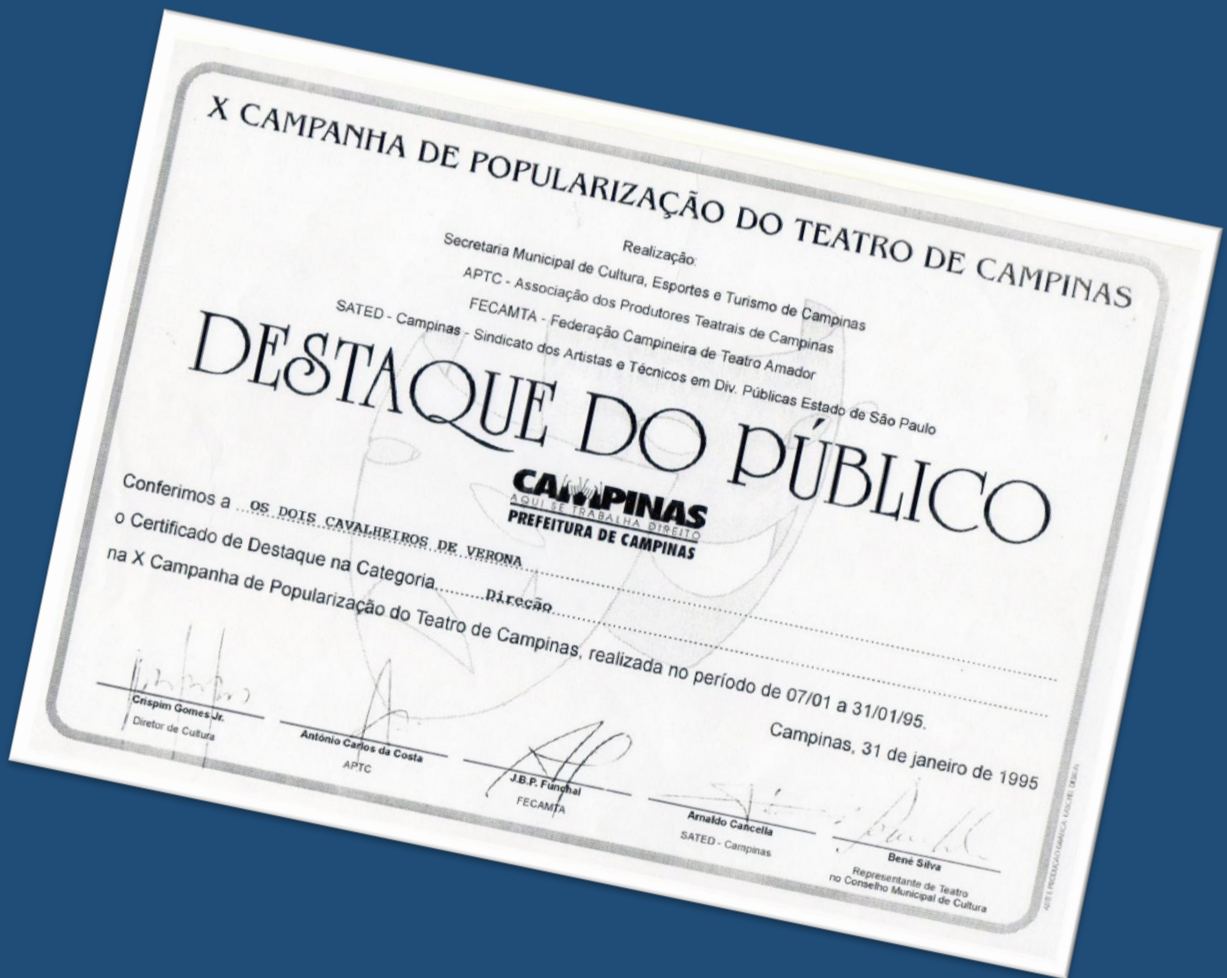 X CAMPANHA DE POPULARIZAÇÃO DO TEATRO DE CAMPINAS
Realização:
Secretaria Municipal de Cultura, Esportes e Turismo de Campinas
APTC - Associação dos Produtores Teatrais de Campinas
FECAMTA - Federação Campineira de Teatro Amador
SATED - Campinas - Sindicato dos Artistas e Técnicos em Div. Públicas Estado de São Paulo
DESTAQUE DO PÚBLICO
CAMPINAS
AQUI SE TRABALHA DIREITO
PREFEITURA DE CAMPINAS
Conferimos a OS DOIS CAVALHEIROS DE VERONA
o Certificado de Destaque na Categoria Direção
na X Campanha de Popularização do Teatro de Campinas, realizada no período de 07/01 a 31/01/95.
Campinas, 31 de janeiro de 1995
Crispim Gomes Jr.
Diretor de Cultura
Antônio Carlos da Costa
APTC
J.B.P. Funchal
FECAMTA
Arnaldo Cancella
SATED - Campinas
Bené Silva
Representante de Teatro
no Conselho Municipal de Cultura